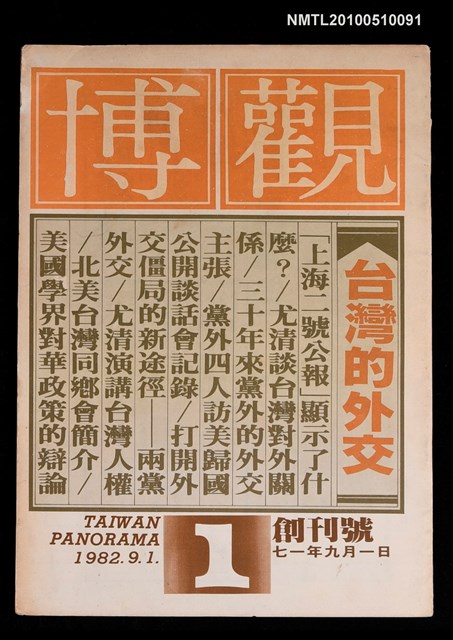 NMTL20100510091
博觀
台灣的外交
「上海二號公報」顯示了什
麼？/尤清談台灣對外關
係/三十年來黨外的外交
主張/黨外四人訪美歸國
公開談話會記錄/打開外
交僵局的新途徑——兩黨
外交/尤清演講台灣人權
/北美台灣同鄉會簡介/
美國學界對華政策的辯論
TAIWAN
PANORAMA
1982.9.1.
1
創刊號
七一年九月一日